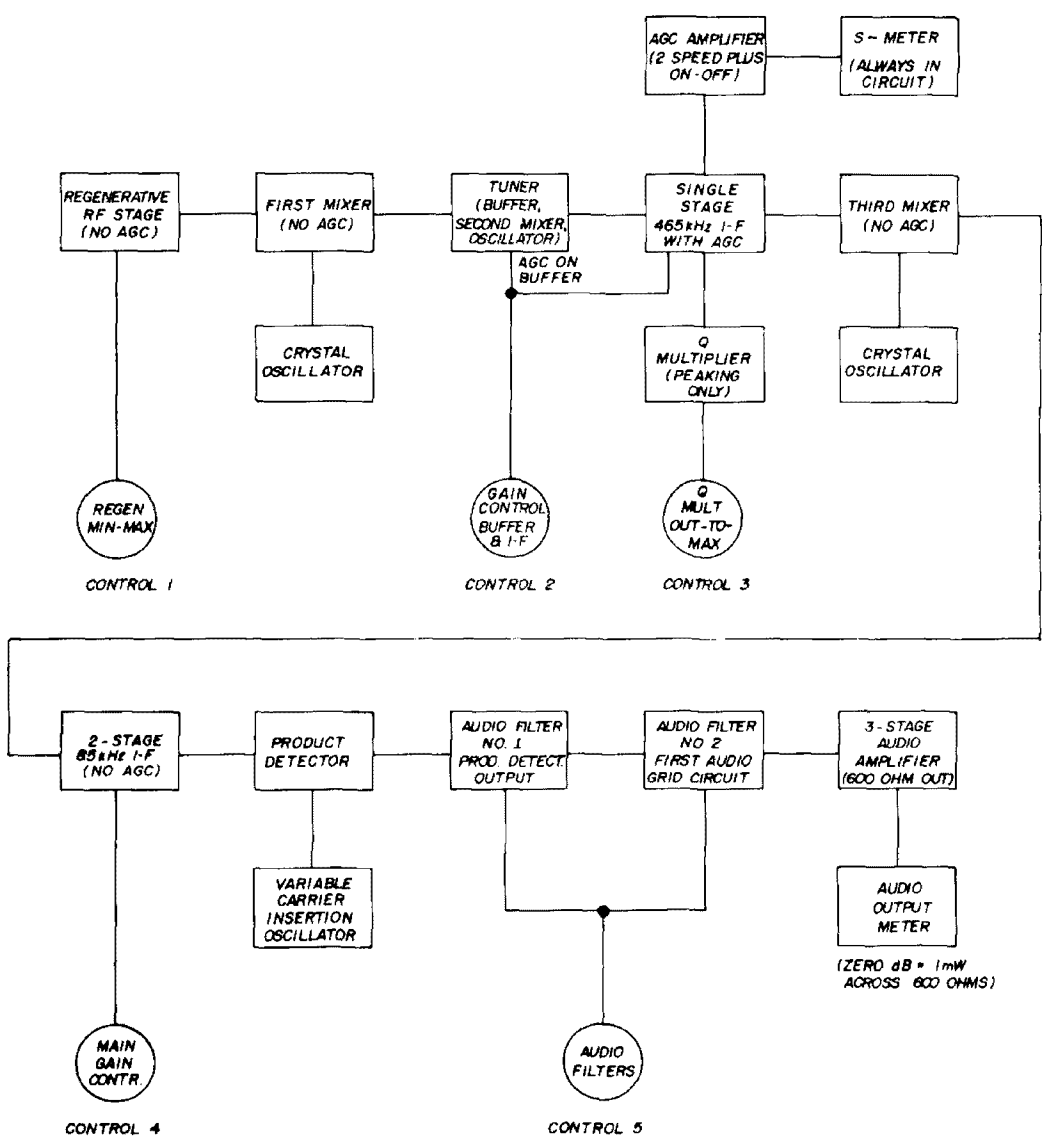 AGC AMPLIFIER
(2 SPEED PLUS
ON-OFF)
S-METER
(ALWAYS IN
CIRCUIT)
REGENERATIVE
RF STAGE
(NO AGC)
FIRST MIXER
(NO AGC)
TUNER
(BUFFER,
SECOND MIXER,
OSCILLATOR)
SINGLE
STAGE
465kHz I-F
WITH AGC
THIRD MIXER
(NO AGC)
AGC ON
BUFFER
CRYSTAL
OSCILLATOR
Q
MULTIPLIER
(PEAKING
ONLY)
CRYSTAL
OSCILLATOR
REGEN
MIN-MAX
GAIN
CONTROL
BUFFER
& I-F
Q
MULT
OUT-TO-
MAX
CONTROL 1
CONTROL 2
CONTROL 3
2-STAGE
85kHz I-F
(NO AGC)
PRODUCT
DETECTOR
AUDIO FILTER
NO. 1
PROD. DETECT.
OUTPUT
AUDIO FILTER
NO 2
FIRST AUDIO
GRID CIRCUIT
3-STAGE
AUDIO
AMPLIFIER
(600 OHM OUT)
VARIABLE
CARRIER
INSERTION
OSCILLATOR
AUDIO
OUTPUT
METER
(ZERO dB = 1mW
ACROSS 600 OHMS)
MAIN
GAIN
CONTR.
AUDIO
FILTERS
CONTROL 4
CONTROL 5